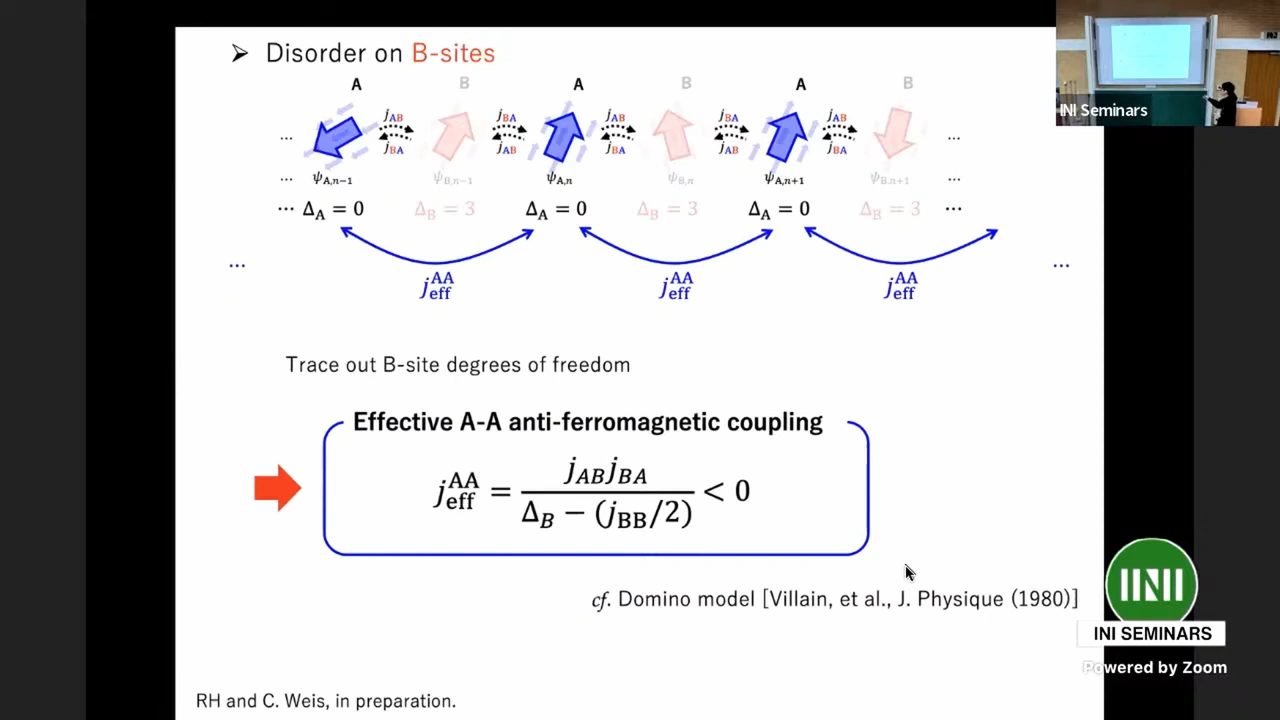 ➢ Disorder on B-sites
A B A B A B
j_AB j_BA j_AB j_BA j_AB
... j_BA j_AB j_BA j_AB j_BA ...
... ψ_A,n−1 ψ_B,n−1 ψ_A,n ψ_B,n ψ_A,n+1 ψ_B,n+1 ...
... Δ_A = 0 Δ_B = 3 Δ_A = 0 Δ_B = 3 Δ_A = 0 Δ_B = 3 ...
... j_eff^AA j_eff^AA j_eff^AA ...
Trace out B-site degrees of freedom
Effective A-A anti-ferromagnetic coupling
j_eff^AA = j_AB j_BA / (Δ_B − (j_BB/2)) < 0
cf. Domino model [Villain, et al., J. Physique (1980)]
RH and C. Weis, in preparation.
INI Seminars
INI SEMINARS
Powered by Zoom